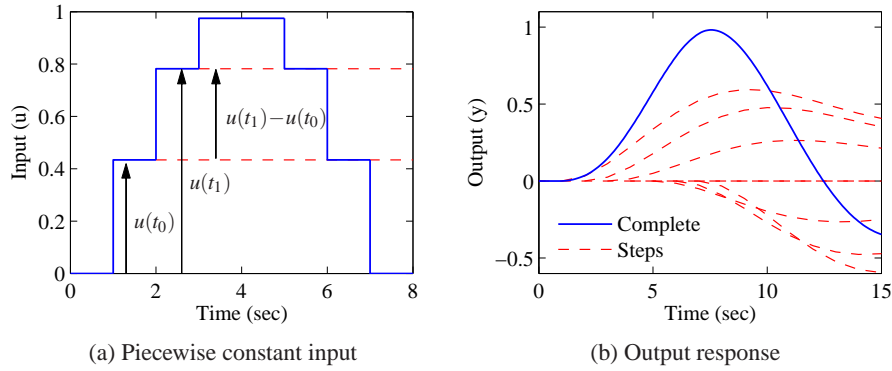 1
0.8
0.6
0.4
0.2
0
Input (u)
u(t₁)−u(t₀)
u(t₁)
u(t₀)
0 2 4 6 8
Time (sec)
(a) Piecewise constant input
1
0.5
0
−0.5
Output (y)
Complete
Steps
0 5 10 15
Time (sec)
(b) Output response